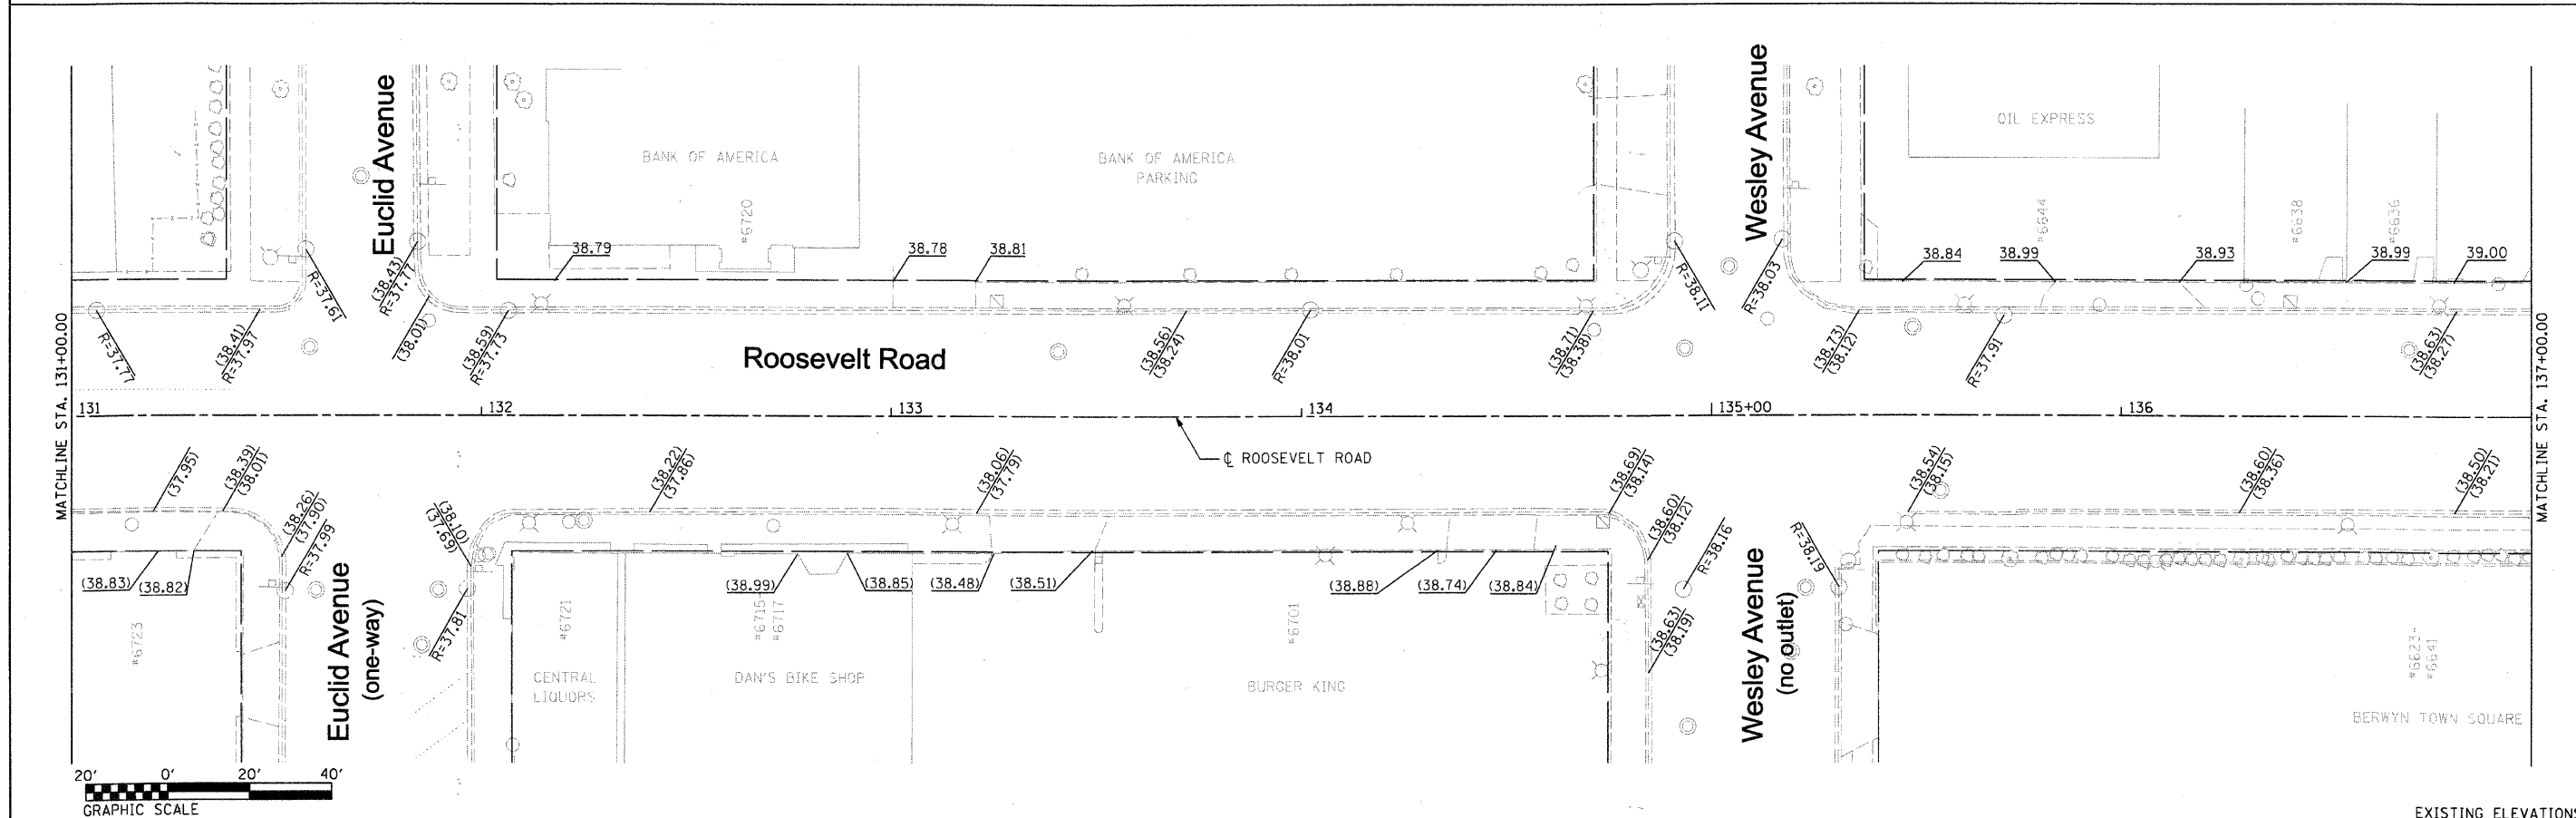 Euclid Avenue
Wesley Avenue
OIL EXPRESS
BANK OF AMERICA
BANK OF AMERICA
PARKING
#6720
#6644
#6638
#6636
38.79
38.78
38.81
38.84
38.99
38.93
38.99
39.00
R=37.77
(38.41)
R=37.97
R=37.61
(38.43)
R=37.77
(38.01)
(38.59)
R=37.73
(38.56)
(38.24)
R=38.01
(38.71)
(38.38)
R=38.11
R=38.03
(38.73)
(38.12)
R=37.91
(38.63)
(38.27)
Roosevelt Road
MATCHLINE STA. 131+00.00
MATCHLINE STA. 137+00.00
131
132
133
134
135+00
136
℄ ROOSEVELT ROAD
(37.95)
(38.39)
(38.01)
(38.26)
(37.90)
R=37.99
(38.10)
(37.69)
R=37.81
(38.22)
(37.86)
(38.06)
(37.79)
(38.69)
(38.14)
(38.60)
(38.12)
R=38.16
(38.63)
(38.19)
R=38.19
(38.54)
(38.15)
(38.60)
(38.36)
(38.50)
(38.21)
(38.83)
(38.82)
(38.99)
(38.85)
(38.48)
(38.51)
(38.88)
(38.74)
(38.84)
#6723
Euclid Avenue
(one-way)
#6721
#6715-
#6717
#6701
Wesley Avenue
(no outlet)
#6623-
#6641
CENTRAL
LIQUORS
DAN'S BIKE SHOP
BURGER KING
BERWYN TOWN SQUARE
20' 0' 20' 40'
GRAPHIC SCALE
EXISTING ELEVATIONS